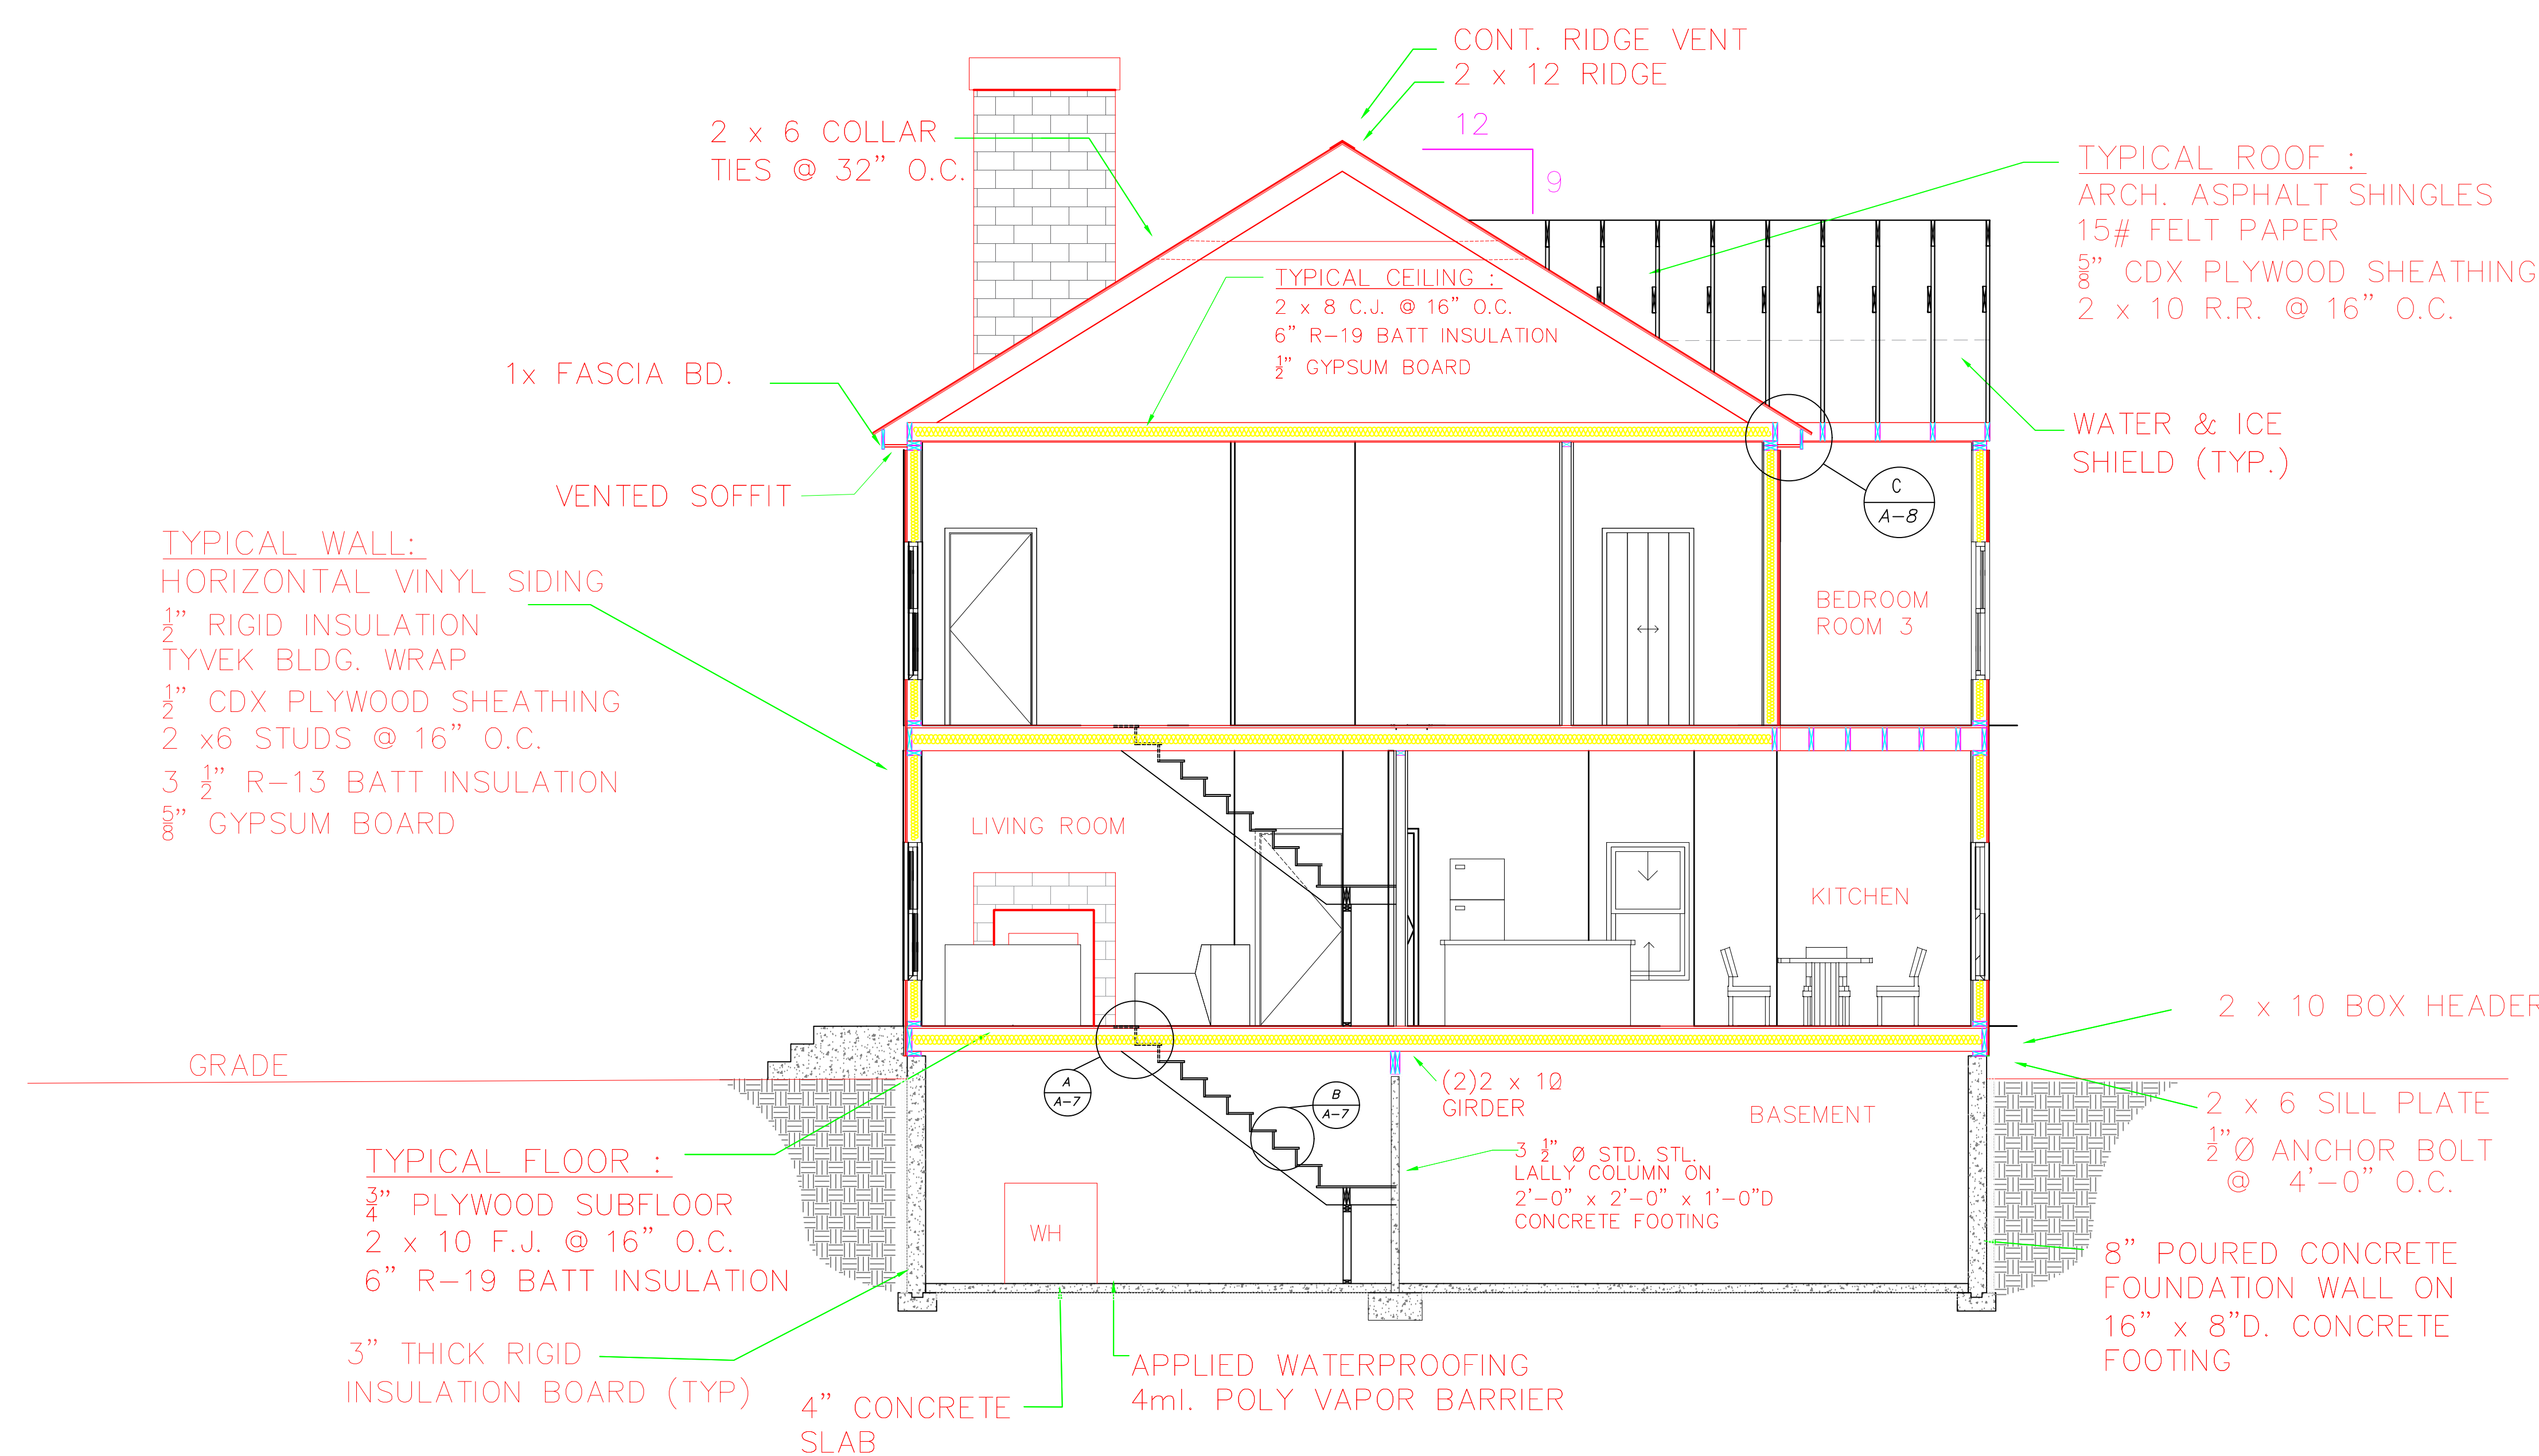 CONT. RIDGE VENT
2 x 12 RIDGE
12
9
2 x 6 COLLAR
TIES @ 32" O.C.
TYPICAL ROOF :
ARCH. ASPHALT SHINGLES
15# FELT PAPER
5/8" CDX PLYWOOD SHEATHING
2 x 10 R.R. @ 16" O.C.
TYPICAL CEILING :
2 x 8 C.J. @ 16" O.C.
6" R-19 BATT INSULATION
1/2" GYPSUM BOARD
1x FASCIA BD.
WATER & ICE
SHIELD (TYP.)
VENTED SOFFIT
C
A-8
TYPICAL WALL:
HORIZONTAL VINYL SIDING
1/2" RIGID INSULATION
TYVEK BLDG. WRAP
1/2" CDX PLYWOOD SHEATHING
2 x6 STUDS @ 16" O.C.
3 1/2" R-13 BATT INSULATION
5/8" GYPSUM BOARD
BEDROOM
ROOM 3
LIVING ROOM
KITCHEN
2 x 10 BOX HEADER
GRADE
A
A-7
B
A-7
(2)2 x 10
GIRDER
BASEMENT
2 x 6 SILL PLATE
1/2"Ø ANCHOR BOLT
@ 4'-0" O.C.
TYPICAL FLOOR :
3/4" PLYWOOD SUBFLOOR
2 x 10 F.J. @ 16" O.C.
6" R-19 BATT INSULATION
3 1/2" Ø STD. STL.
LALLY COLUMN ON
2'-0" x 2'-0" x 1'-0"D
CONCRETE FOOTING
WH
8" POURED CONCRETE
FOUNDATION WALL ON
16" x 8"D. CONCRETE
FOOTING
3" THICK RIGID
INSULATION BOARD (TYP)
4" CONCRETE
SLAB
APPLIED WATERPROOFING
4ml. POLY VAPOR BARRIER